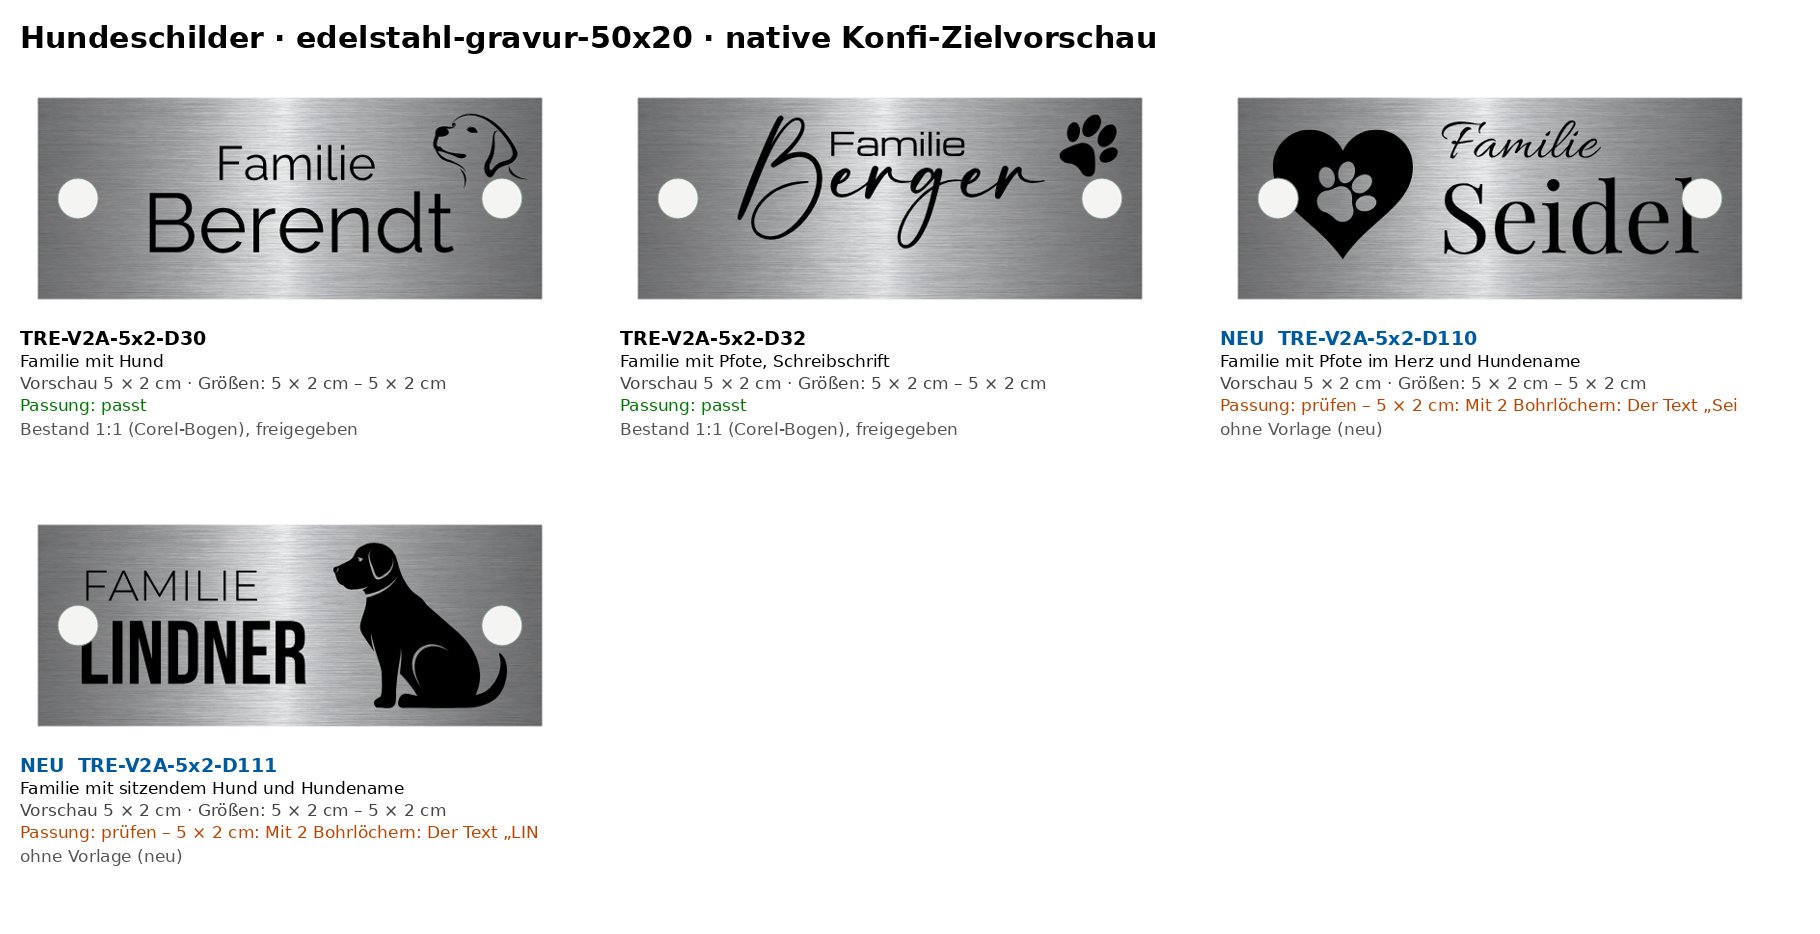 Hundeschilder · edelstahl-gravur-50x20 · native Konfi-Zielvorschau
Familie
Berendt
TRE-V2A-5x2-D30
Familie mit Hund
Vorschau 5 × 2 cm · Größen: 5 × 2 cm – 5 × 2 cm
Passung: passt
Bestand 1:1 (Corel-Bogen), freigegeben
Familie
Berger
TRE-V2A-5x2-D32
Familie mit Pfote, Schreibschrift
Vorschau 5 × 2 cm · Größen: 5 × 2 cm – 5 × 2 cm
Passung: passt
Bestand 1:1 (Corel-Bogen), freigegeben
Familie
Seidel
NEU TRE-V2A-5x2-D110
Familie mit Pfote im Herz und Hundename
Vorschau 5 × 2 cm · Größen: 5 × 2 cm – 5 × 2 cm
Passung: prüfen – 5 × 2 cm: Mit 2 Bohrlöchern: Der Text „Sei
ohne Vorlage (neu)
FAMILIE
LINDNER
NEU TRE-V2A-5x2-D111
Familie mit sitzendem Hund und Hundename
Vorschau 5 × 2 cm · Größen: 5 × 2 cm – 5 × 2 cm
Passung: prüfen – 5 × 2 cm: Mit 2 Bohrlöchern: Der Text „LIN
ohne Vorlage (neu)